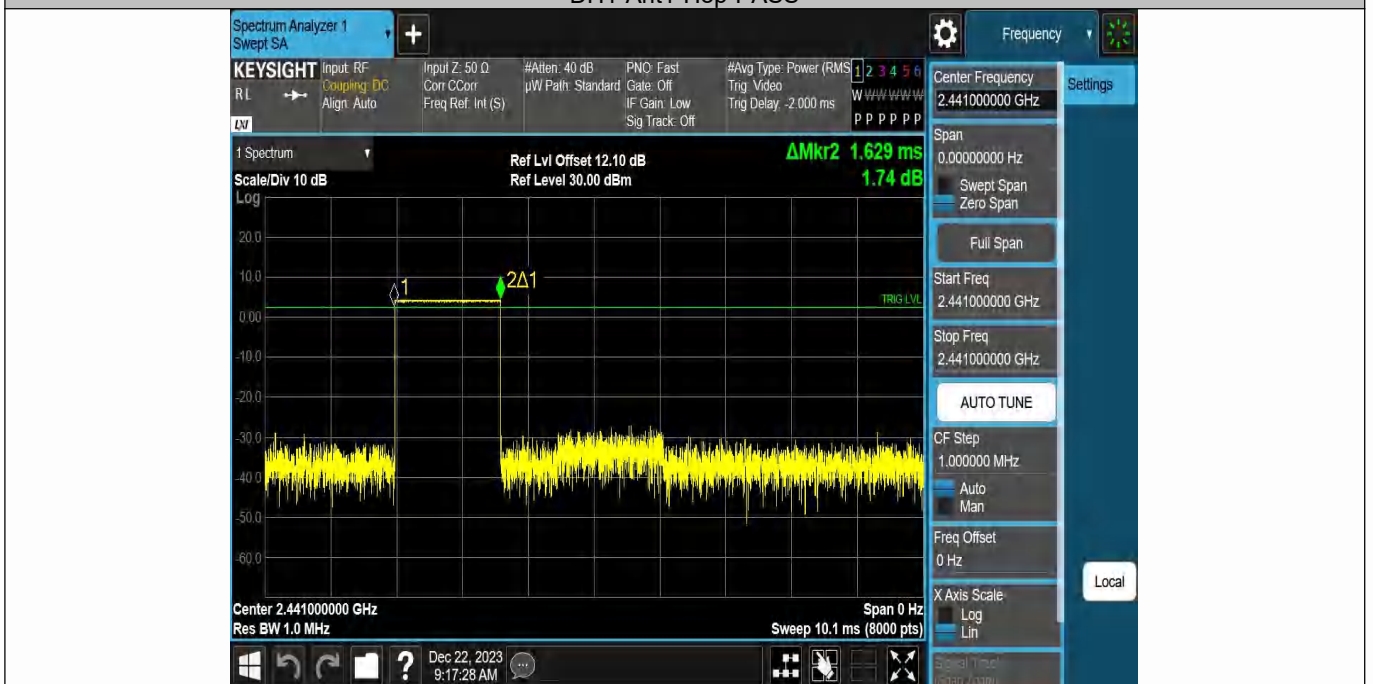 Spectrum Analyzer 1
Swept SA
+
Frequency
KEYSIGHT
RL
LXI
Input: RF
Coupling: DC
Align: Auto
Input Z: 50 Ω
Corr CCorr
Freq Ref: Int (S)
#Atten: 40 dB
µW Path: Standard
PNO: Fast
Gate: Off
IF Gain: Low
Sig Track: Off
#Avg Type: Power (RMS
Trig: Video
Trig Delay: -2.000 ms
1 2 3 4 5 6
W W W W W W
P P P P P P
1 Spectrum
Scale/Div 10 dB
Log
Ref Lvl Offset 12.10 dB
Ref Level 30.00 dBm
ΔMkr2 1.629 ms
1.74 dB
20.0
10.0
0.00
-10.0
-20.0
-30.0
-40.0
-50.0
-60.0
1
2Δ1
TRIG LVL
Center 2.441000000 GHz
Res BW 1.0 MHz
Span 0 Hz
Sweep 10.1 ms (8000 pts)
Center Frequency
2.441000000 GHz
Settings
Span
0.00000000 Hz
Swept Span
Zero Span
Full Span
Start Freq
2.441000000 GHz
Stop Freq
2.441000000 GHz
AUTO TUNE
CF Step
1.000000 MHz
Auto
Man
Freq Offset
0 Hz
X Axis Scale
Log
Lin
Local
?
Dec 22, 2023
9:17:28 AM